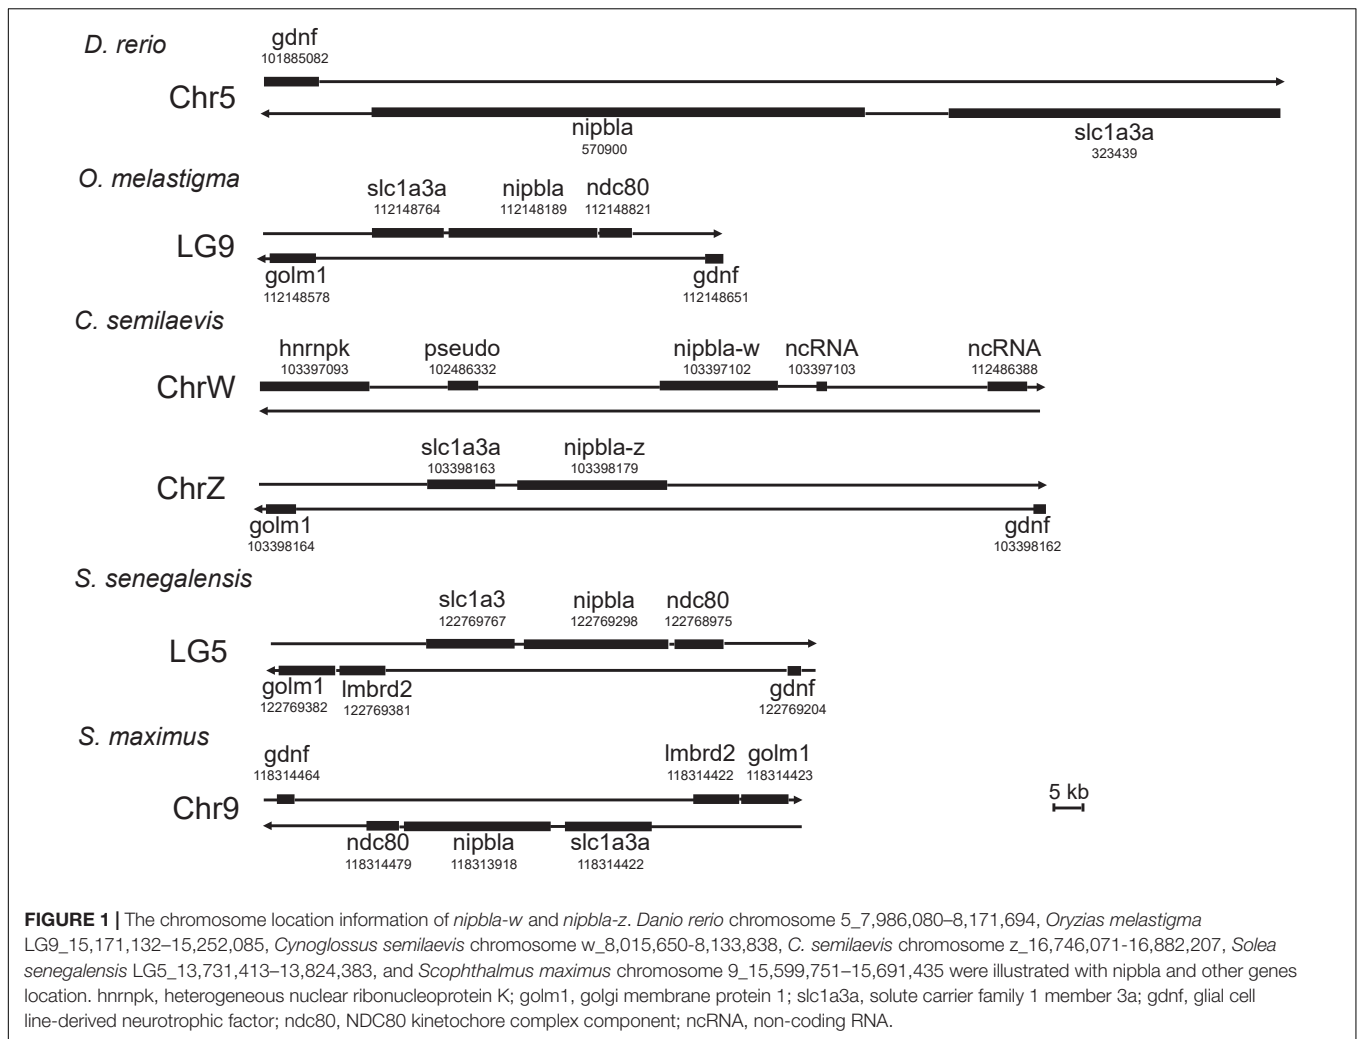 D. rerio
gdnf
101885082
Chr5
nipbla
570900
slc1a3a
323439
O. melastigma
slc1a3a nipbla ndc80
112148764 112148189 112148821
LG9
golm1 gdnf
112148578 112148651
C. semilaevis
hnrnpk pseudo nipbla-w ncRNA ncRNA
103397093 102486332 103397102 103397103 112486388
ChrW
slc1a3a nipbla-z
103398163 103398179
ChrZ
golm1 gdnf
103398164 103398162
S. senegalensis
slc1a3 nipbla ndc80
122769767 122769298 122768975
LG5
golm1 lmbrd2 gdnf
122769382 122769381 122769204
S. maximus
gdnf lmbrd2 golm1
118314464 118314422 118314423
Chr9
5 kb
ndc80 nipbla slc1a3a
118314479 118313918 118314422
FIGURE 1 | The chromosome location information of nipbla-w and nipbla-z. Danio rerio chromosome 5_7,986,080–8,171,694, Oryzias melastigma
LG9_15,171,132–15,252,085, Cynoglossus semilaevis chromosome w_8,015,650-8,133,838, C. semilaevis chromosome z_16,746,071-16,882,207, Solea
senegalensis LG5_13,731,413–13,824,383, and Scophthalmus maximus chromosome 9_15,599,751–15,691,435 were illustrated with nipbla and other genes
location. hnrnpk, heterogeneous nuclear ribonucleoprotein K; golm1, golgi membrane protein 1; slc1a3a, solute carrier family 1 member 3a; gdnf, glial cell
line-derived neurotrophic factor; ndc80, NDC80 kinetochore complex component; ncRNA, non-coding RNA.